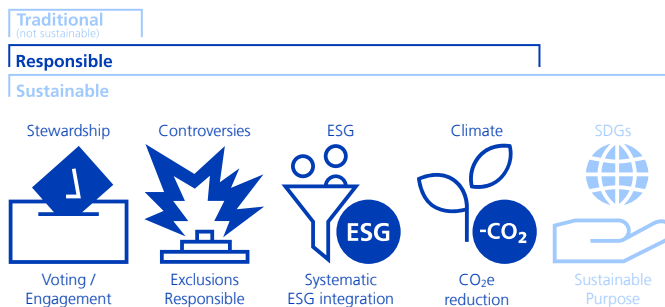 Traditional
(not sustainable)
Responsible
Sustainable
Stewardship
Controversies
ESG
Climate
SDGs
ESG
-CO₂
Voting /
Engagement
Exclusions
Responsible
Systematic
ESG integration
CO₂e
reduction
Sustainable
Purpose